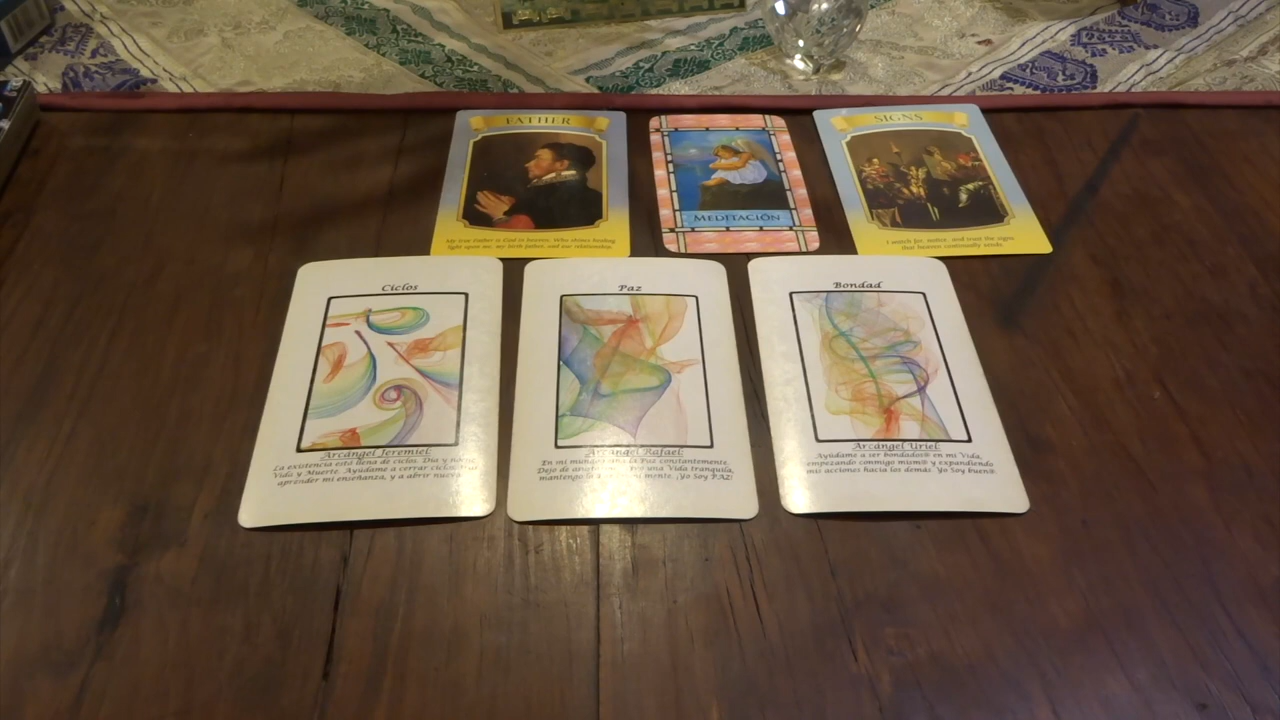 FATHER
My true Father is God in heaven, Who shines healing
light upon me, my birth father, and our relationship.
MEDITACIÓN
SIGNS
I watch for, notice, and trust the signs
that heaven continually sends.
Ciclos
Arcángel Jeremiel:
La existencia está llena de ciclos. Día y noche,
Vida y Muerte. Ayúdame a cerrar ciclos,
aprender mi enseñanza, y a abrir
Paz
Arcángel Rafael:
En mi mundo la Paz constantemente.
Dejo de una Vida tranquila,
mantengo mi mente. ¡Yo Soy PAZ!
Bondad
Arcángel Uriel:
Ayúdame a ser bondados® en mi Vida,
empezando conmigo mism® y expandiendo
mis acciones hacia los demás. Yo Soy buen®.